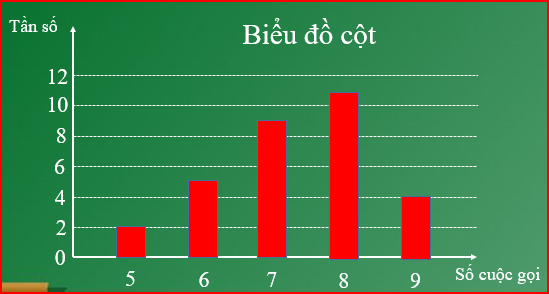 Tần số
Biểu đồ cột
12
10
8
6
4
2
0
5 6 7 8 9
Số cuộc gọi